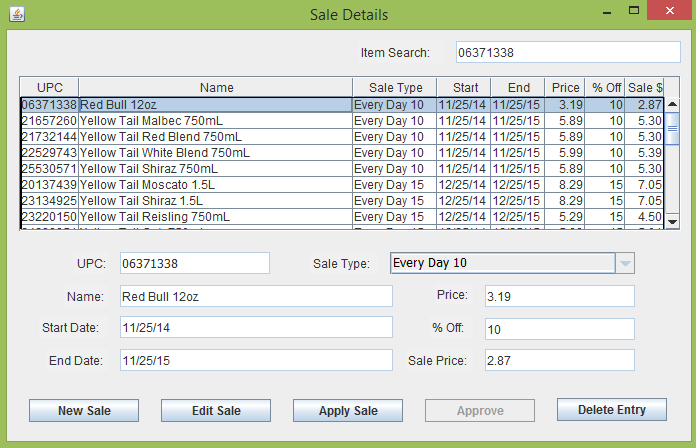 Sale Details
Item Search: 06371338
UPC Name Sale Type Start End Price % Off Sale $
06371338 Red Bull 12oz Every Day 10 11/25/14 11/25/15 3.19 10 2.87
21657260 Yellow Tail Malbec 750mL Every Day 10 11/25/14 11/25/15 5.89 10 5.30
21732144 Yellow Tail Red Blend 750mL Every Day 10 11/25/14 11/25/15 5.89 10 5.30
22529743 Yellow Tail White Blend 750mL Every Day 10 11/25/14 11/25/15 5.99 10 5.39
25530571 Yellow Tail Shiraz 750mL Every Day 10 11/25/14 11/25/15 5.89 10 5.30
20137439 Yellow Tail Moscato 1.5L Every Day 15 12/25/14 12/25/15 8.29 15 7.05
23134925 Yellow Tail Shiraz 1.5L Every Day 15 12/25/14 12/25/15 8.29 15 7.05
23220150 Yellow Tail Reisling 750mL Every Day 15 12/25/14 12/25/15 5.29 15 4.50
UPC: 06371338 Sale Type: Every Day 10
Name: Red Bull 12oz Price: 3.19
Start Date: 11/25/14 % Off: 10
End Date: 11/25/15 Sale Price: 2.87
New Sale Edit Sale Apply Sale Approve Delete Entry